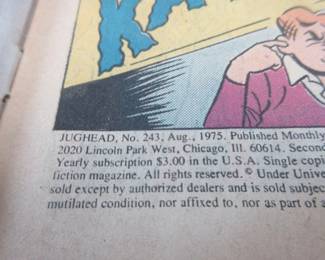 KA
JUGHEAD, No. 243, Aug., 1975. Published Monthly
2020 Lincoln Park West, Chicago, Ill. 60614. Second
Yearly subscription $3.00 in the U.S.A. Single copi
fiction magazine. All rights reserved. © Under Unive
sold except by authorized dealers and is sold subjec
mutilated condition, nor affixed to, nor as part of a